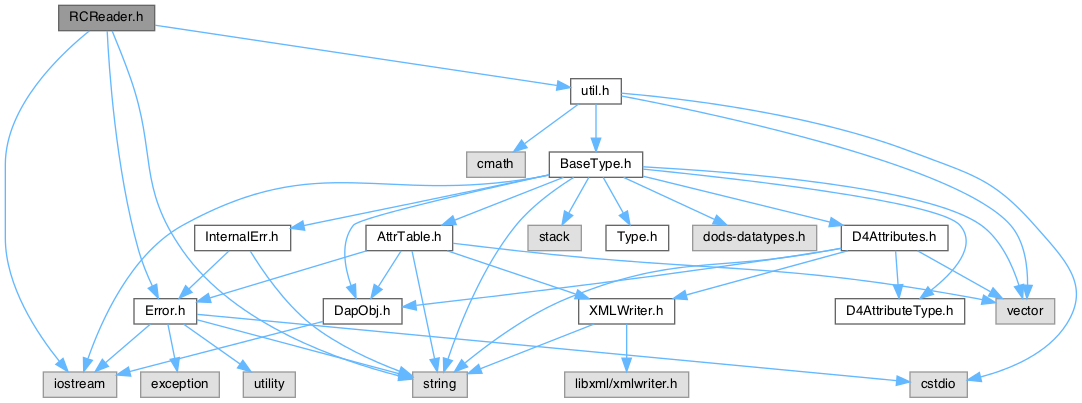 RCReader.h
util.h
cmath
BaseType.h
InternalErr.h
AttrTable.h
stack
Type.h
dods-datatypes.h
D4Attributes.h
Error.h
DapObj.h
XMLWriter.h
D4AttributeType.h
vector
iostream
exception
utility
string
libxml/xmlwriter.h
cstdio